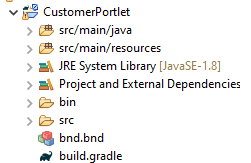 CustomerPortlet
src/main/java
src/main/resources
JRE System Library [JavaSE-1.8]
Project and External Dependencies
bin
src
bnd.bnd
build.gradle